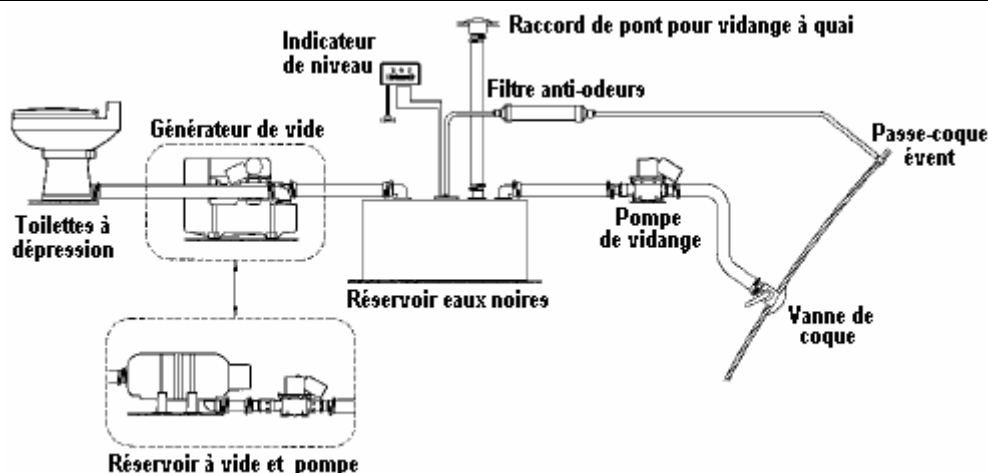 Raccord de pont pour vidange à quai
Indicateur
de niveau
Filtre anti-odeurs
Générateur de vide
Passe-coque
évent
Toilettes à
dépression
Pompe
de vidange
Réservoir eaux noires
Vanne de
coque
Réservoir à vide et pompe